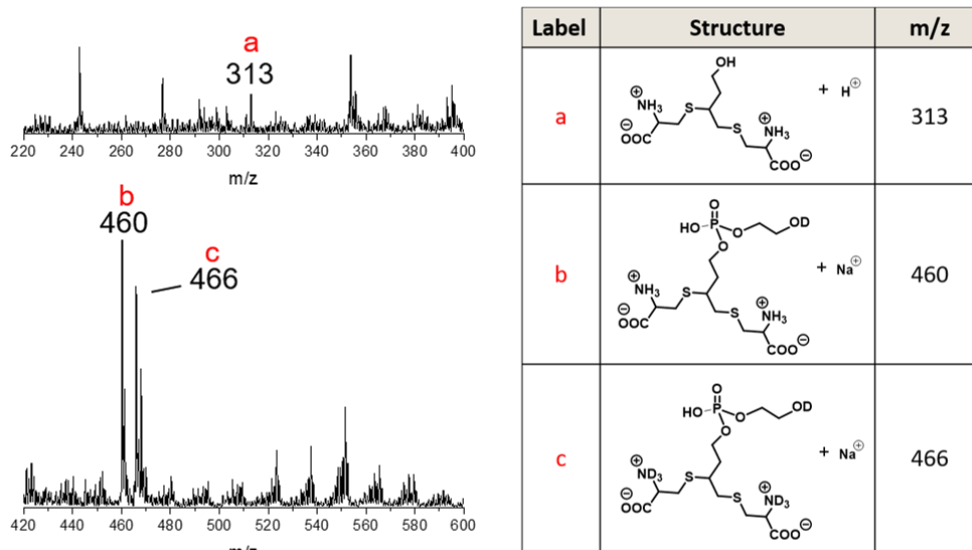 a
313
220 240 260 280 300 320 340 360 380 400
m/z
b
460
c
466
420 440 460 480 500 520 540 560 580 600
m/z
Label Structure m/z
a
OH
⊕
NH3
S
⊖
OOC
S
⊕
NH3
COO⊖
+ H⊕
313
b
O
HO P O OD
O
⊕
NH3
S
⊖
OOC
S
⊕
NH3
COO⊖
+ Na⊕
460
c
O
HO P O OD
O
⊕
ND3
S
⊖
OOC
S
⊕
ND3
COO⊖
+ Na⊕
466